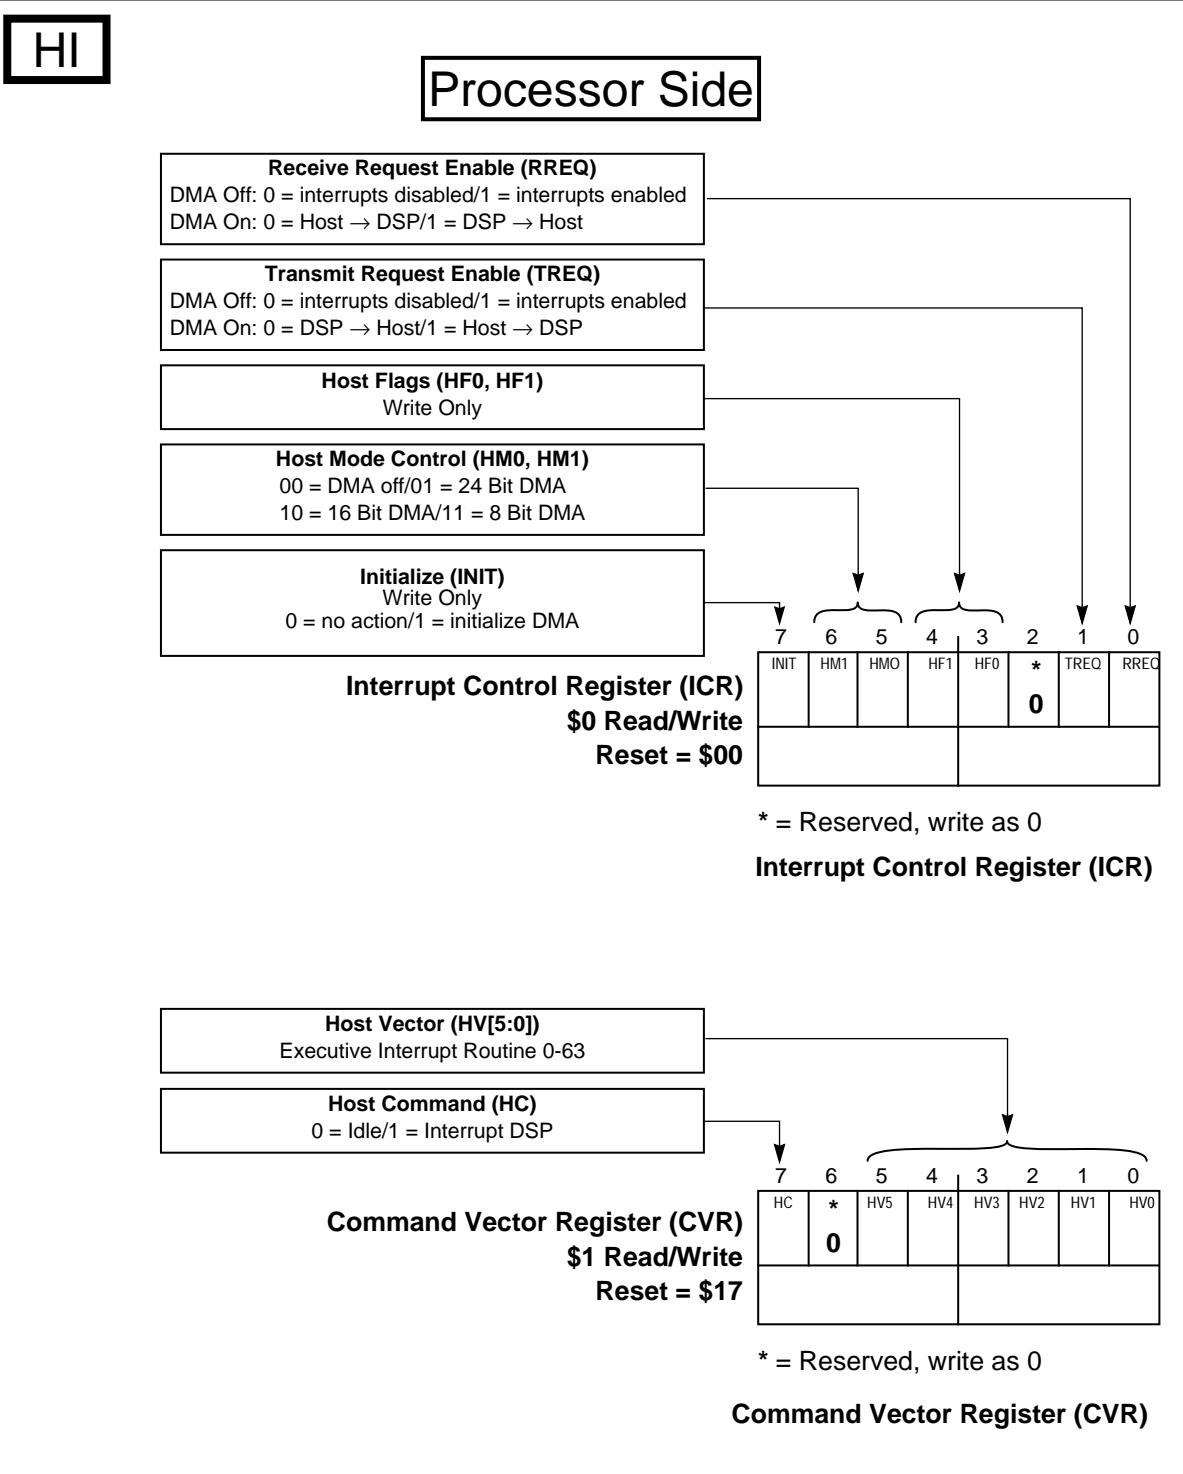 HI
Processor Side
Receive Request Enable (RREQ)
DMA Off: 0 = interrupts disabled/1 = interrupts enabled
DMA On: 0 = Host → DSP/1 = DSP → Host
Transmit Request Enable (TREQ)
DMA Off: 0 = interrupts disabled/1 = interrupts enabled
DMA On: 0 = DSP → Host/1 = Host → DSP
Host Flags (HF0, HF1)
Write Only
Host Mode Control (HM0, HM1)
00 = DMA off/01 = 24 Bit DMA
10 = 16 Bit DMA/11 = 8 Bit DMA
Initialize (INIT)
Write Only
0 = no action/1 = initialize DMA
7 6 5 4 3 2 1 0
INIT HM1 HMO HF1 HF0 * TREQ RREQ
0
Interrupt Control Register (ICR)
$0 Read/Write
Reset = $00
* = Reserved, write as 0
Interrupt Control Register (ICR)
Host Vector (HV[5:0])
Executive Interrupt Routine 0-63
Host Command (HC)
0 = Idle/1 = Interrupt DSP
7 6 5 4 3 2 1 0
HC * HV5 HV4 HV3 HV2 HV1 HV0
0
Command Vector Register (CVR)
$1 Read/Write
Reset = $17
* = Reserved, write as 0
Command Vector Register (CVR)